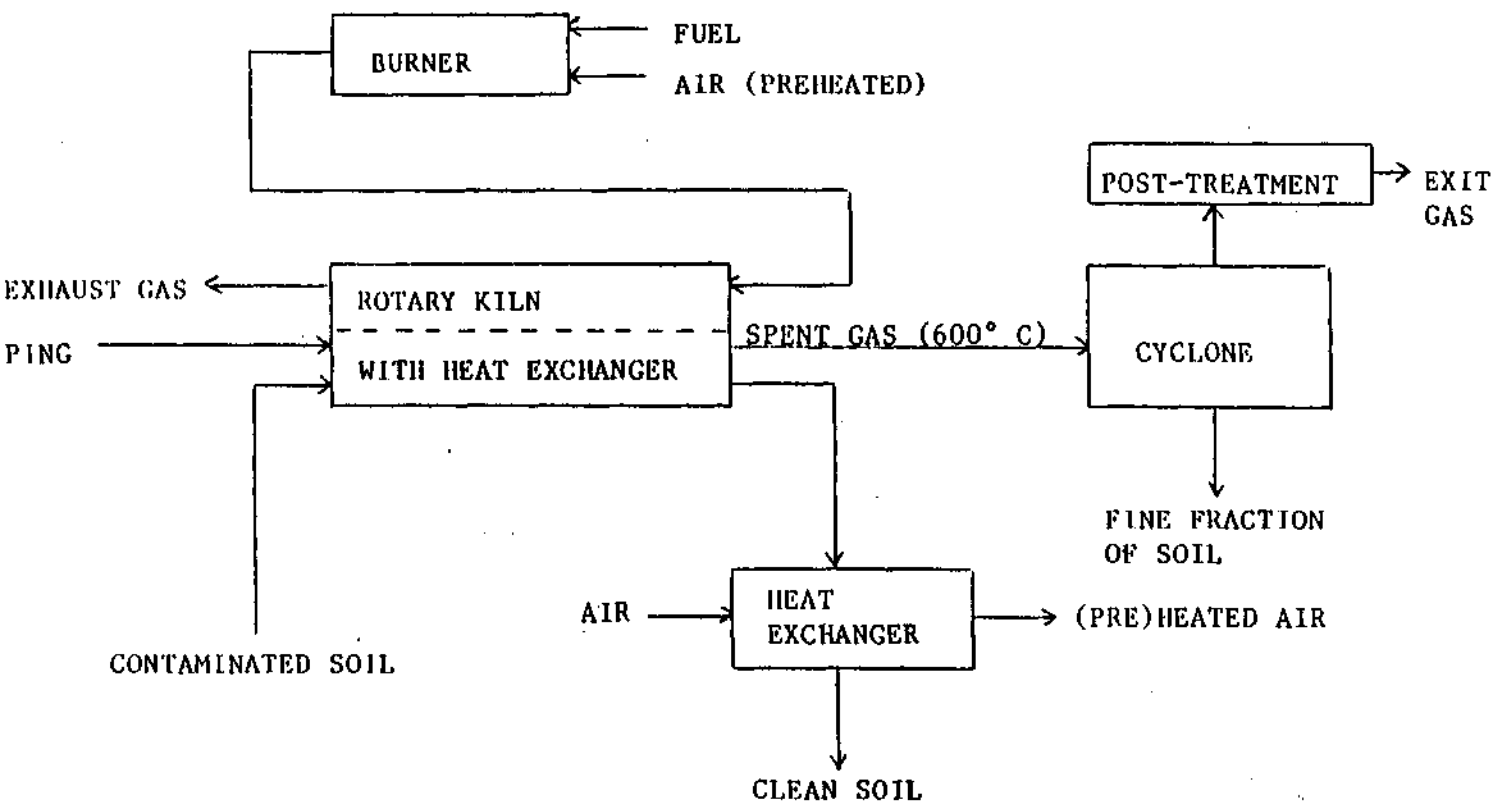 FUEL
BURNER
AIR (PREHEATED)
POST-TREATMENT
EXIT
GAS
EXHAUST GAS
ROTARY KILN
PING
SPENT GAS (600° C)
WITH HEAT EXCHANGER
CYCLONE
FINE FRACTION
OF SOIL
AIR
HEAT
EXCHANGER
(PRE)HEATED AIR
CONTAMINATED SOIL
CLEAN SOIL